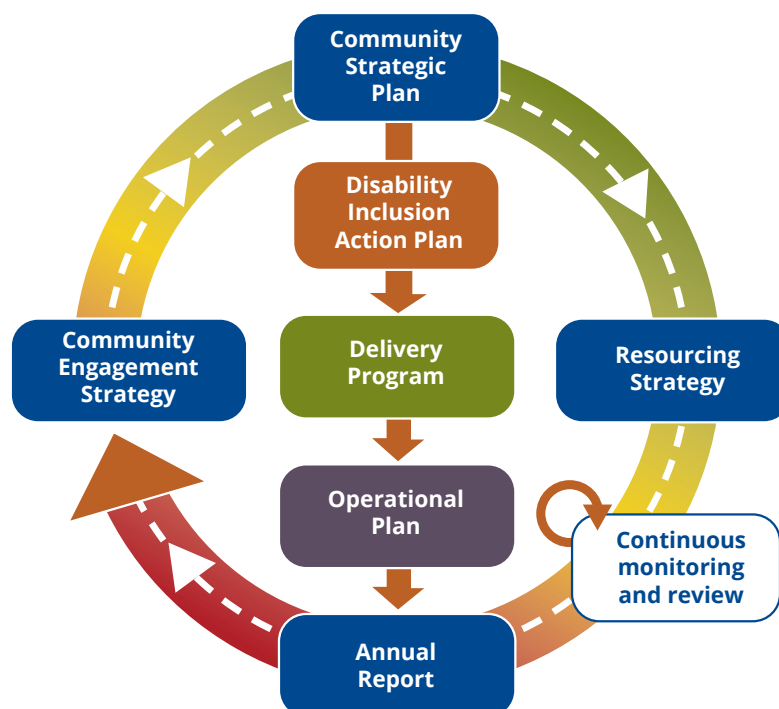 Community
Strategic
Plan
Disability
Inclusion
Action Plan
Community
Engagement
Strategy
Delivery
Program
Resourcing
Strategy
Operational
Plan
Continuous
monitoring
and review
Annual
Report